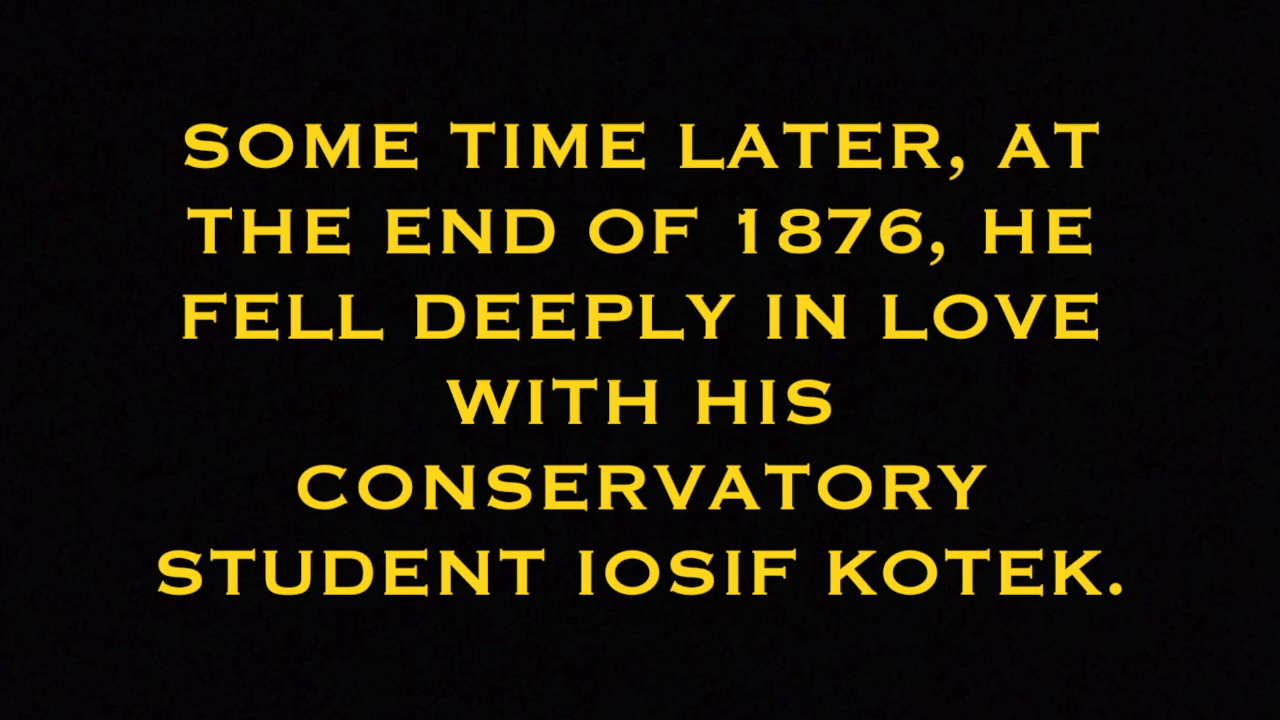 SOME TIME LATER, AT
THE END OF 1876, HE
FELL DEEPLY IN LOVE
WITH HIS
CONSERVATORY
STUDENT IOSIF KOTEK.